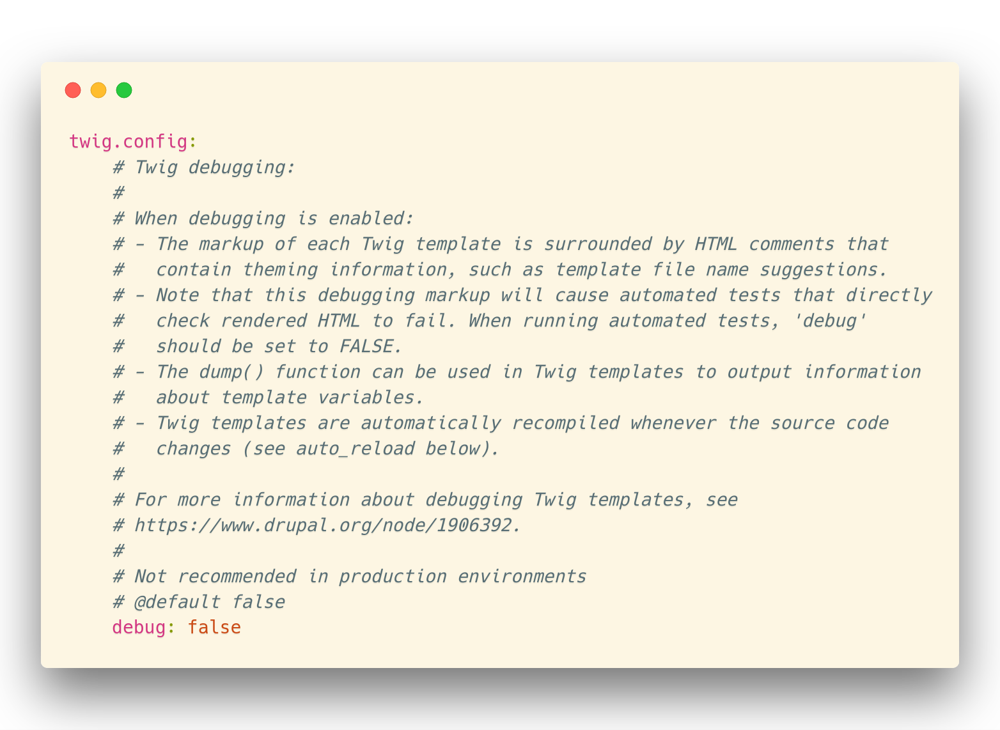 twig.config:
    # Twig debugging:
    #
    # When debugging is enabled:
    # - The markup of each Twig template is surrounded by HTML comments that
    #   contain theming information, such as template file name suggestions.
    # - Note that this debugging markup will cause automated tests that directly
    #   check rendered HTML to fail. When running automated tests, 'debug'
    #   should be set to FALSE.
    # - The dump() function can be used in Twig templates to output information
    #   about template variables.
    # - Twig templates are automatically recompiled whenever the source code
    #   changes (see auto_reload below).
    #
    # For more information about debugging Twig templates, see
    # https://www.drupal.org/node/1906392.
    #
    # Not recommended in production environments
    # @default false
    debug: false